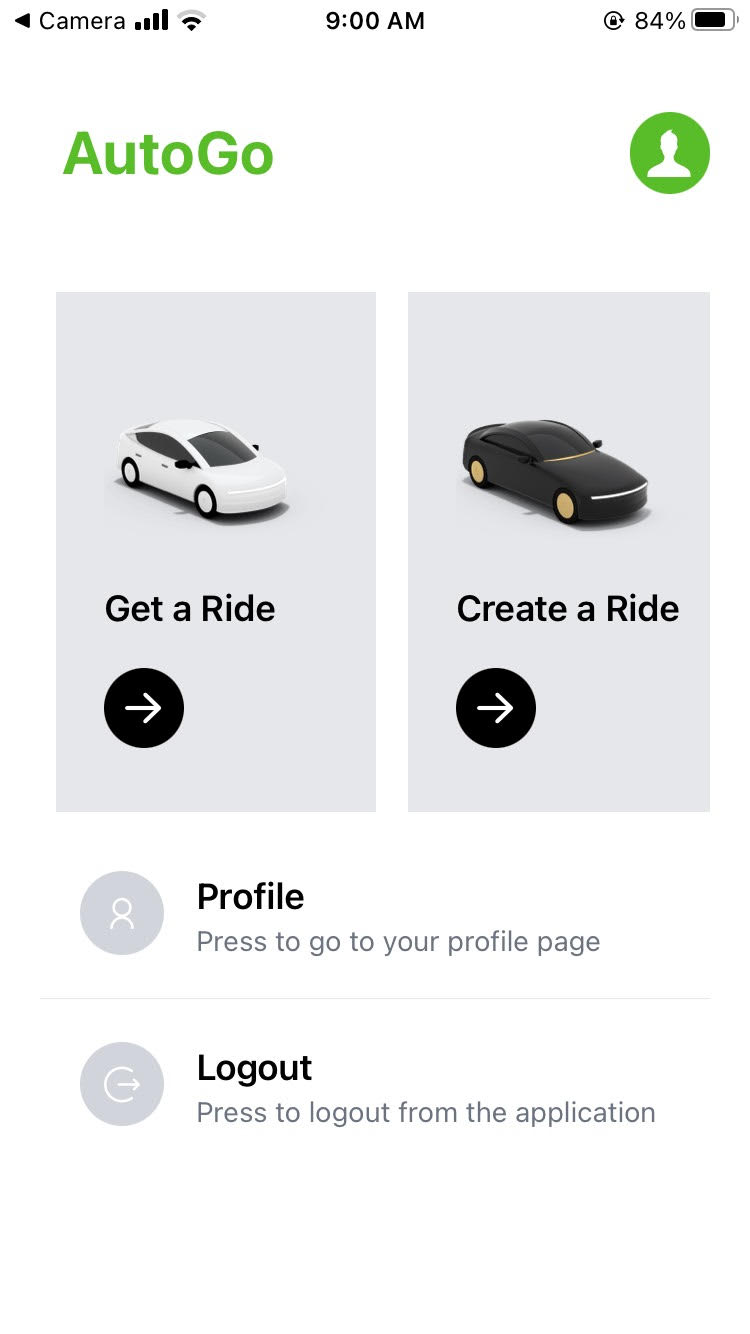 Camera 9:00 AM 84%
AutoGo
Get a Ride
Create a Ride
Profile
Press to go to your profile page
Logout
Press to logout from the application